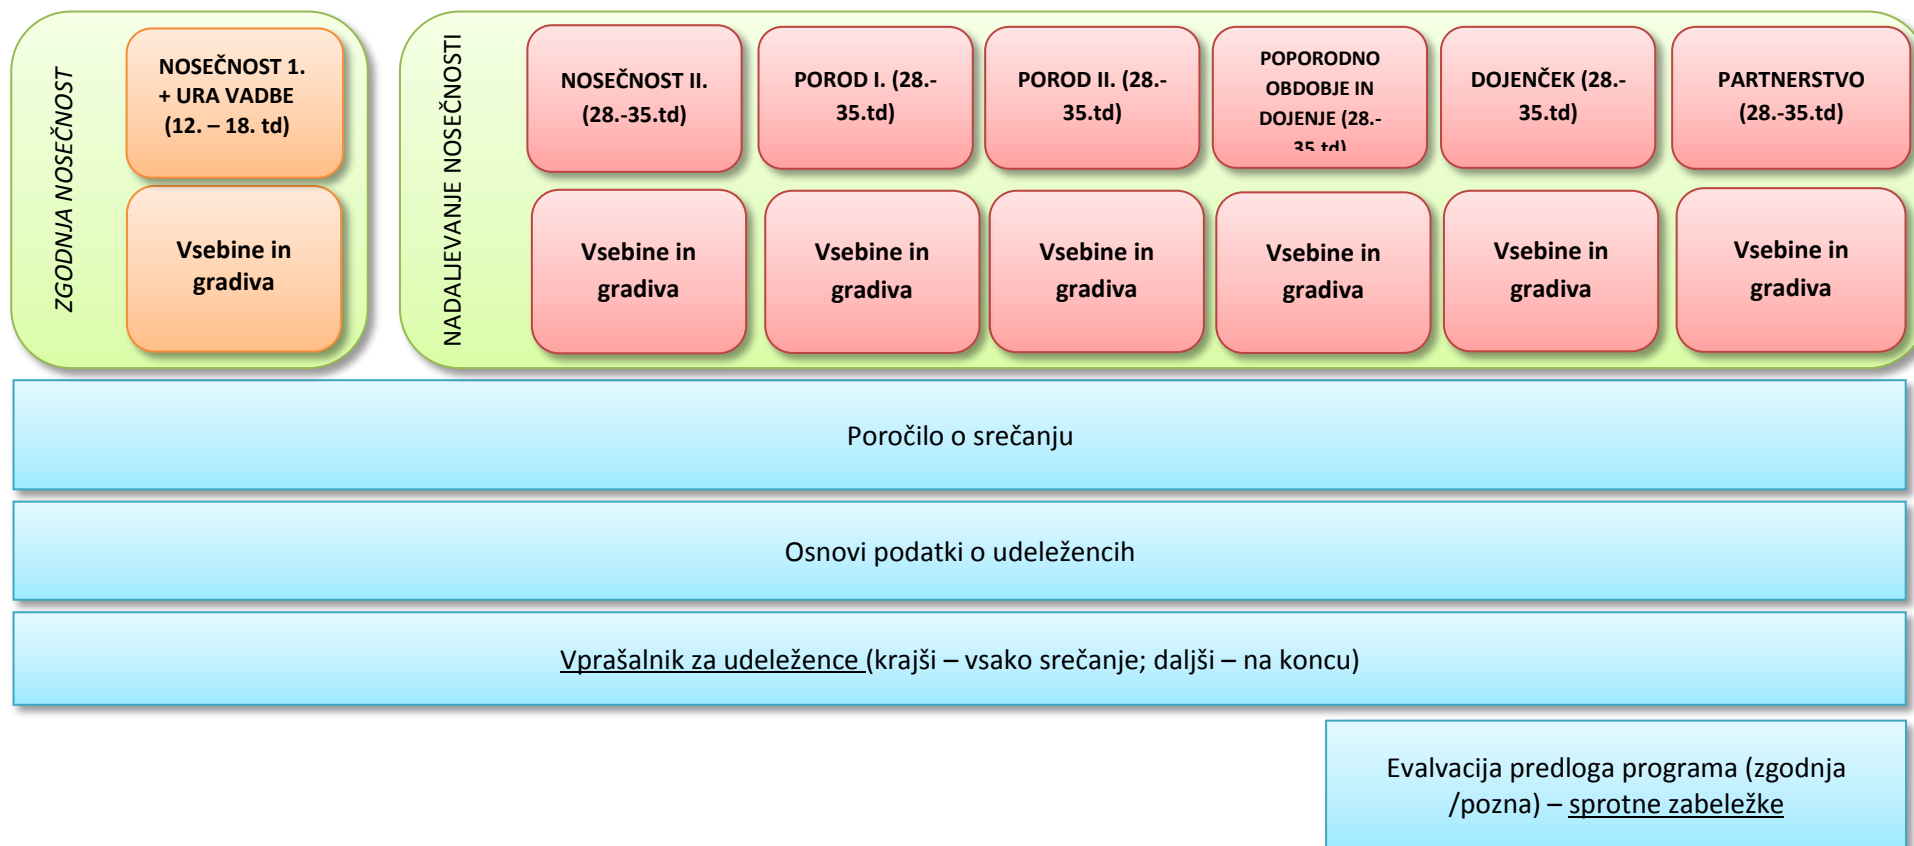 ZGODNJA NOSEČNOST
NOSEČNOST 1.
+ URA VADBE
(12. – 18. td)
Vsebine in
gradiva
NADALJEVANJE NOSEČNOSTI
NOSEČNOST II.
(28.-35.td)
POROD I. (28.-
35.td)
POROD II. (28.-
35.td)
POPORODNO
OBDOBJE IN
DOJENJE (28.-
35.td)
DOJENČEK (28.-
35.td)
PARTNERSTVO
(28.-35.td)
Vsebine in
gradiva
Vsebine in
gradiva
Vsebine in
gradiva
Vsebine in
gradiva
Vsebine in
gradiva
Vsebine in
gradiva
Poročilo o srečanju
Osnovi podatki o udeležencih
Vprašalnik za udeležence (krajši – vsako srečanje; daljši – na koncu)
Evalvacija predloga programa (zgodnja
/pozna) – sprotne zabeležke